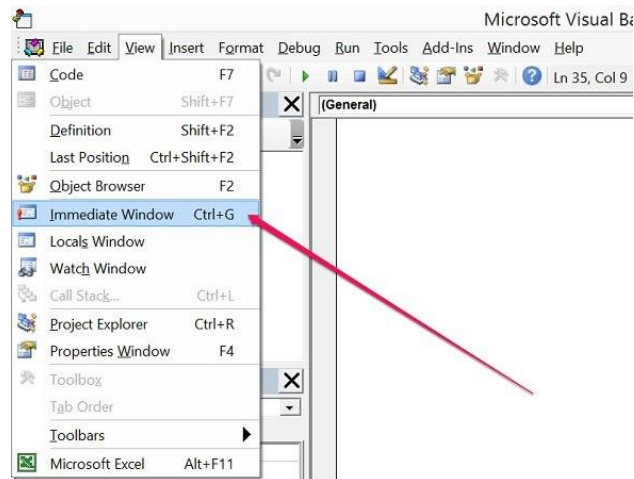 Microsoft Visual Ba
File Edit View Insert Format Debug Run Tools Add-Ins Window Help
Ln 35, Col 9
(General)
Code F7
Object Shift+F7
Definition Shift+F2
Last Position Ctrl+Shift+F2
Object Browser F2
Immediate Window Ctrl+G
Locals Window
Watch Window
Call Stack... Ctrl+L
Project Explorer Ctrl+R
Properties Window F4
Toolbox
Tab Order
Toolbars
Microsoft Excel Alt+F11